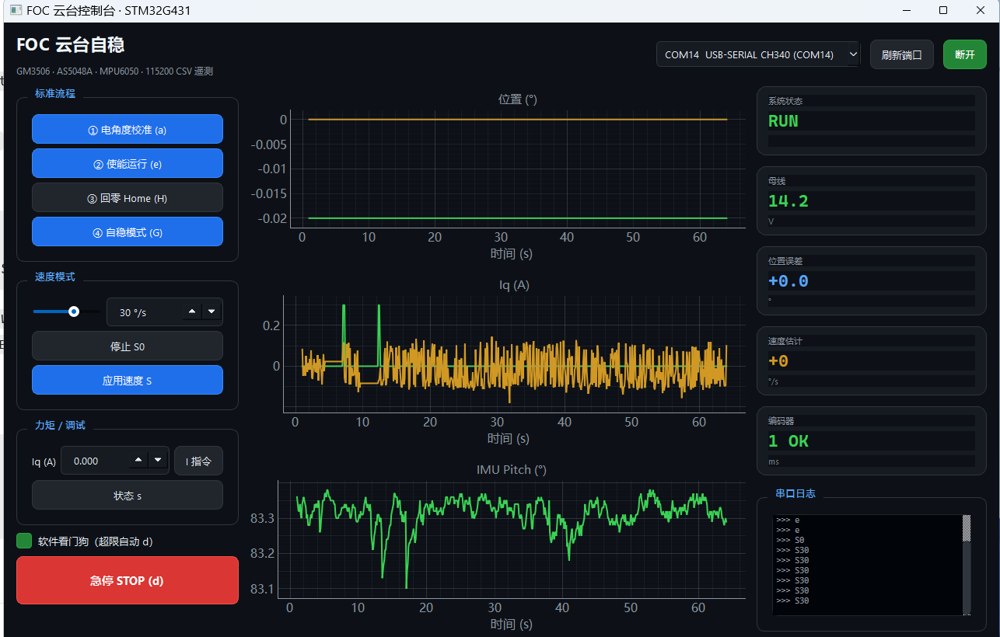 FOC 云台控制台 · STM32G431
FOC 云台自稳
GM3506 · AS5048A · MPU6050 · 115200 CSV 遥测
COM14 USB-SERIAL CH340 (COM14)
刷新端口
断开
标准流程
① 电角度校准 (a)
② 使能运行 (e)
③ 回零 Home (H)
④ 自稳模式 (G)
速度模式
30 °/s
停止 S0
应用速度 S
力矩 / 调试
Iq (A)
0.000
I 指令
状态 s
软件看门狗（超限自动 d）
急停 STOP (d)
位置 (°)
0
-0.005
-0.01
-0.015
-0.02
0 10 20 30 40 50 60
时间 (s)
Iq (A)
0.2
0
0 10 20 30 40 50 60
时间 (s)
IMU Pitch (°)
83.3
83.2
83.1
0 10 20 30 40 50 60
时间 (s)
系统状态
RUN
母线
14.2
V
位置误差
+0.0
°
速度估计
+0
°/s
编码器
1 OK
ms
串口日志
>>> e
>>> e
>>> S0
>>> S30
>>> S30
>>> S30
>>> S30
>>> S30
>>> S30